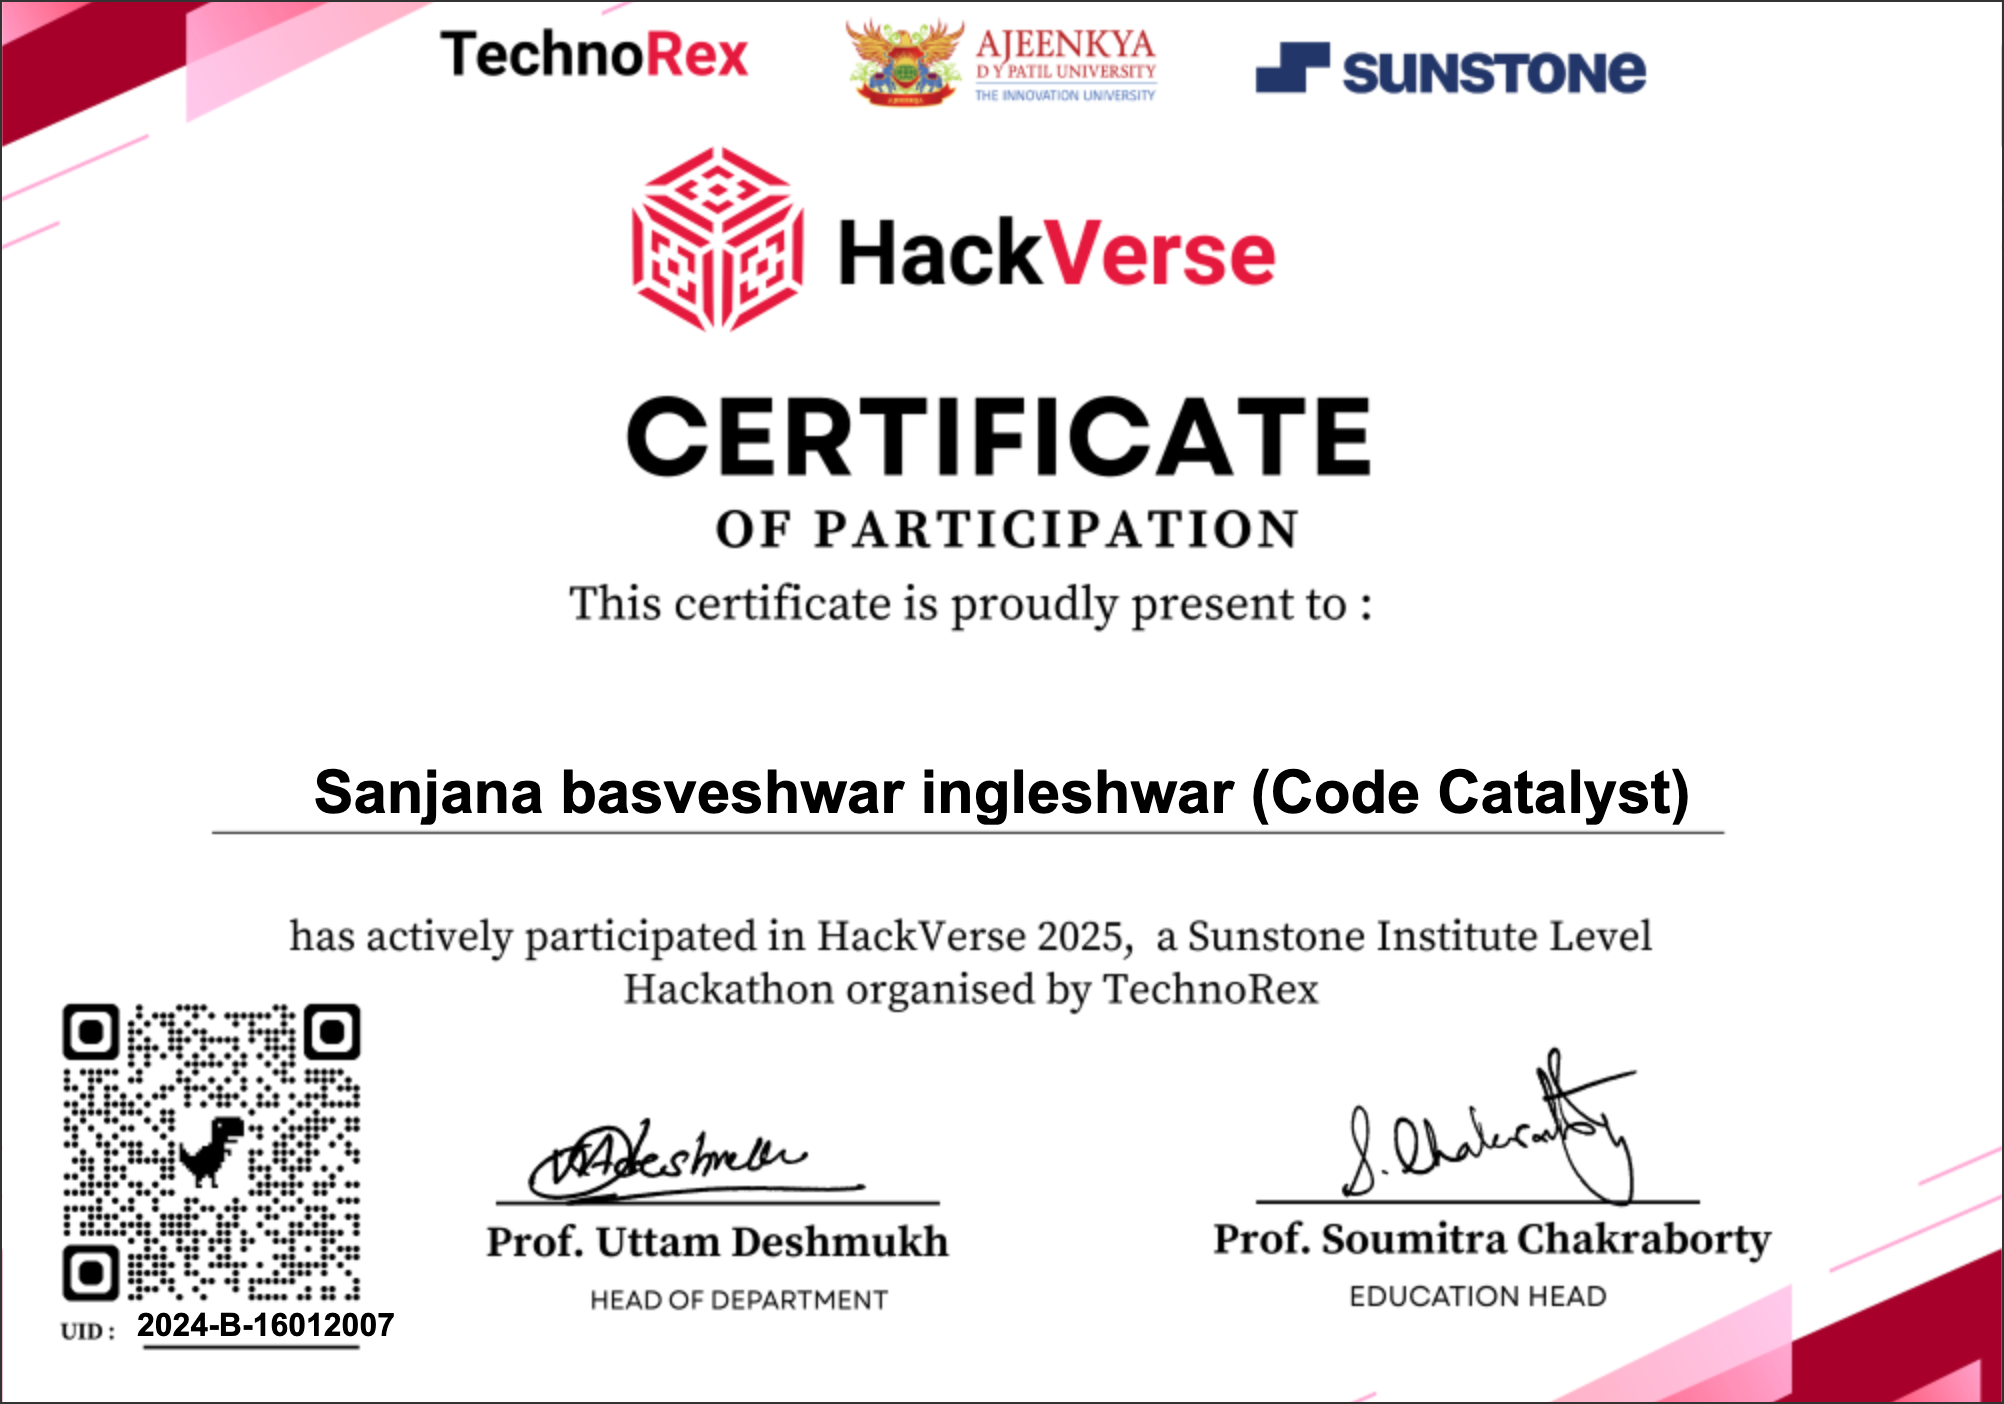 TechnoRex
AJEENKYA
D Y PATIL UNIVERSITY
THE INNOVATION UNIVERSITY
SUNSTONE
HackVerse
CERTIFICATE
OF PARTICIPATION
This certificate is proudly present to :
Sanjana basveshwar ingleshwar (Code Catalyst)
has actively participated in HackVerse 2025, a Sunstone Institute Level
Hackathon organised by TechnoRex
S. Chakraborty
Prof. Uttam Deshmukh
Prof. Soumitra Chakraborty
HEAD OF DEPARTMENT
EDUCATION HEAD
UID : 2024-B-16012007